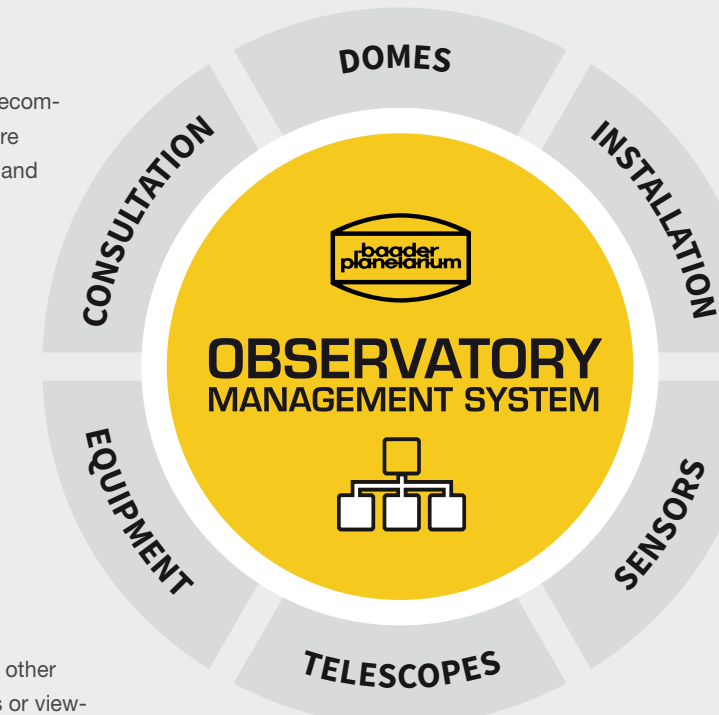 ecom-
re
and
DOMES
INSTALLATION
SENSORS
TELESCOPES
EQUIPMENT
CONSULTATION
baader
planetarium
OBSERVATORY
MANAGEMENT SYSTEM
other
s or view-